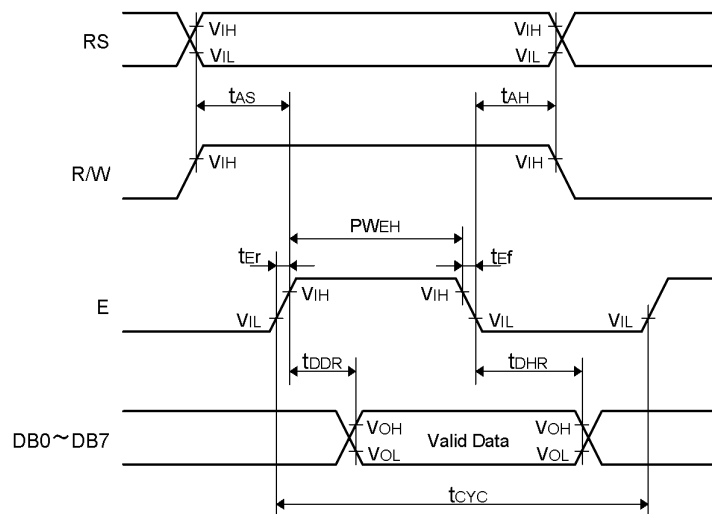 RS
VIH
VIH
VIL
VIL
tAS
tAH
R/W
VIH
VIH
PWEH
tEr
tEf
E
VIH
VIH
VIL
VIL
VIL
tDDR
tDHR
DB0～DB7
VOH
Valid Data
VOH
VOL
VOL
tCYC